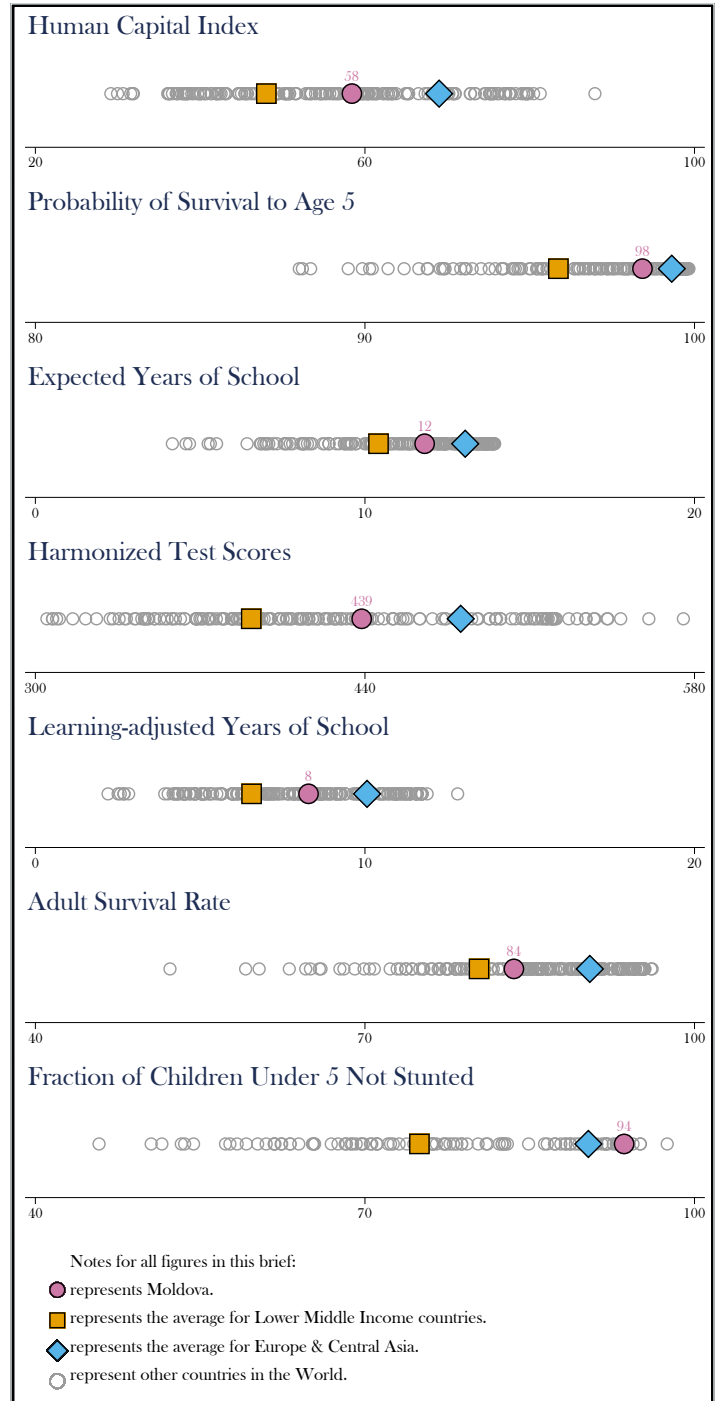 Human Capital Index
58
20 60 100
Probability of Survival to Age 5
98
80 90 100
Expected Years of School
12
0 10 20
Harmonized Test Scores
439
300 440 580
Learning-adjusted Years of School
8
0 10 20
Adult Survival Rate
84
40 70 100
Fraction of Children Under 5 Not Stunted
94
40 70 100
Notes for all figures in this brief:
represents Moldova.
represents the average for Lower Middle Income countries.
represents the average for Europe & Central Asia.
represent other countries in the World.